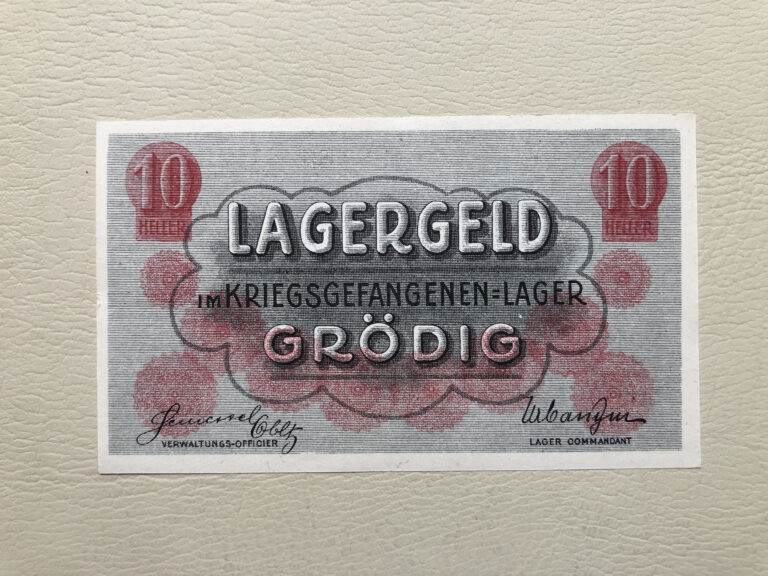 10 10
HELLER HELLER
LAGERGELD
IM KRIEGSGEFANGENEN=LAGER
GRÖDIG
VERWALTUNGS-OFFICIER LAGER COMMANDANT